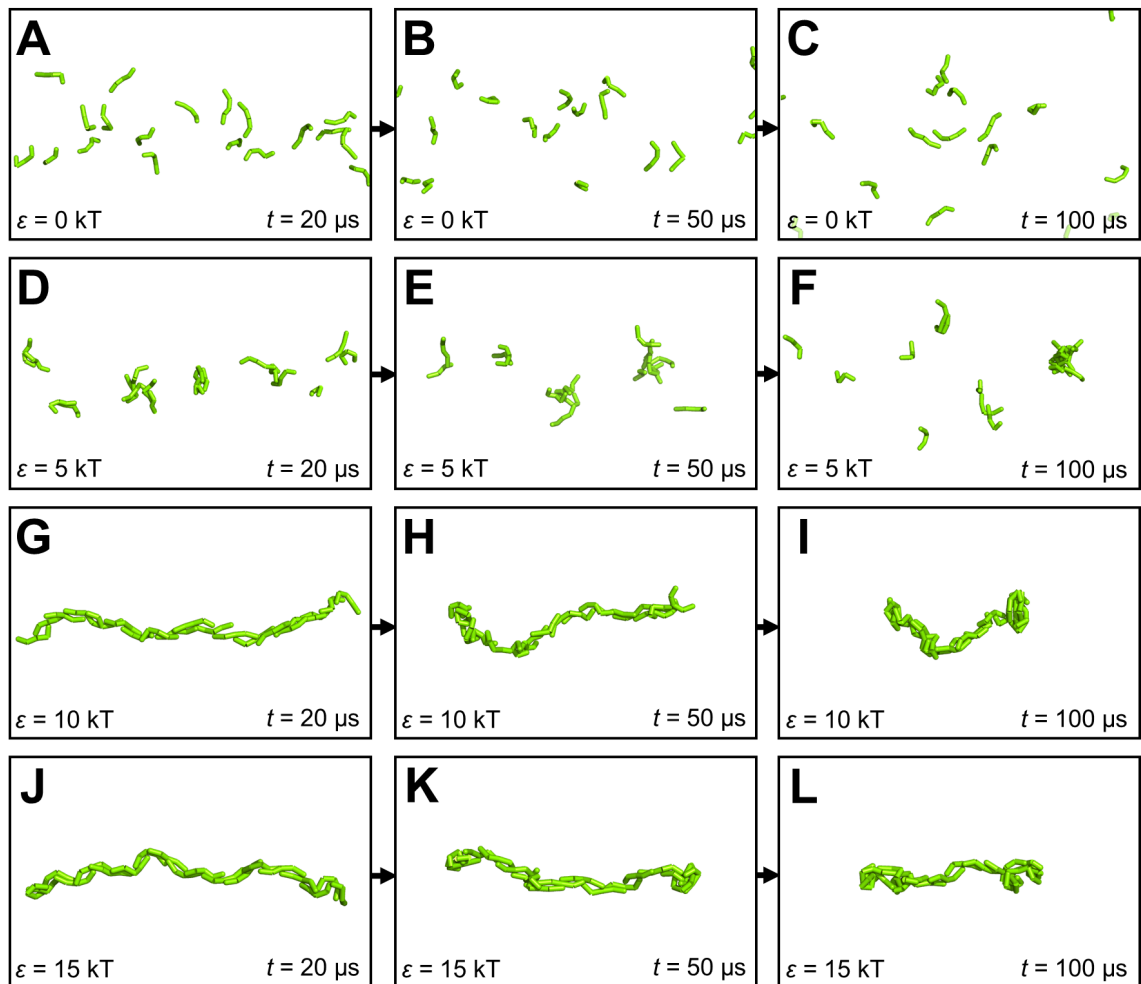 A
ε = 0 kT t = 20 μs
B
ε = 0 kT t = 50 μs
C
ε = 0 kT t = 100 μs
D
ε = 5 kT t = 20 μs
E
ε = 5 kT t = 50 μs
F
ε = 5 kT t = 100 μs
G
ε = 10 kT t = 20 μs
H
ε = 10 kT t = 50 μs
I
ε = 10 kT t = 100 μs
J
ε = 15 kT t = 20 μs
K
ε = 15 kT t = 50 μs
L
ε = 15 kT t = 100 μs